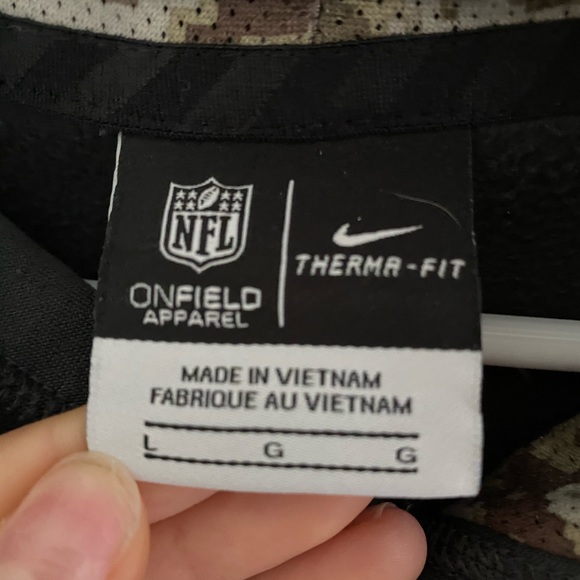 NFL
ONFIELD
APPAREL
THERMA-FIT
MADE IN VIETNAM
FABRIQUE AU VIETNAM
L G G